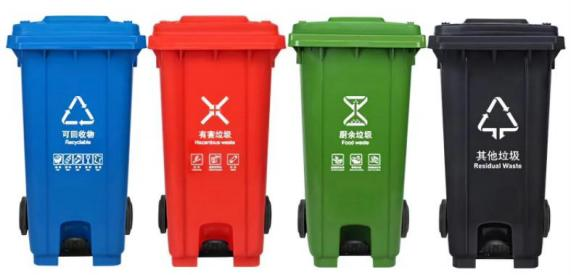 可回收物
Recyclable
有害垃圾
Hazardous waste
厨余垃圾
Food waste
其他垃圾
Residual Waste